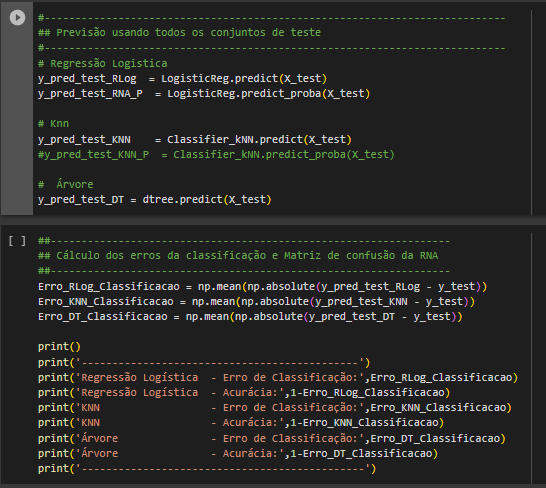 #---------------------------------------------------------------------------
## Previsão usando todos os conjuntos de teste
#---------------------------------------------------------------------------
# Regressão Logistica
y_pred_test_RLog  = LogisticReg.predict(X_test)
y_pred_test_RNA_P  = LogisticReg.predict_proba(X_test)
# Knn
y_pred_test_KNN    = Classifier_kNN.predict(X_test)
#y_pred_test_KNN_P  = Classifier_kNN.predict_proba(X_test)
#  Árvore
y_pred_test_DT = dtree.predict(X_test)
[ ]
##-----------------------------------------------------------------
## Cálculo dos erros da classificação e Matriz de confusão da RNA
##-----------------------------------------------------------------
Erro_RLog_Classificacao = np.mean(np.absolute(y_pred_test_RLog - y_test))
Erro_KNN_Classificacao = np.mean(np.absolute(y_pred_test_KNN - y_test))
Erro_DT_Classificacao = np.mean(np.absolute(y_pred_test_DT - y_test))
print()
print('---------------------------------------------')
print('Regressão Logística  - Erro de Classificação:',Erro_RLog_Classificacao)
print('Regressão Logística  - Acurácia:',1-Erro_RLog_Classificacao)
print('KNN                  - Erro de Classificação:',Erro_KNN_Classificacao)
print('KNN                  - Acurácia:',1-Erro_KNN_Classificacao)
print('Árvore               - Erro de Classificação:',Erro_DT_Classificacao)
print('Árvore               - Acurácia:',1-Erro_DT_Classificacao)
print('----------------------------------------------')